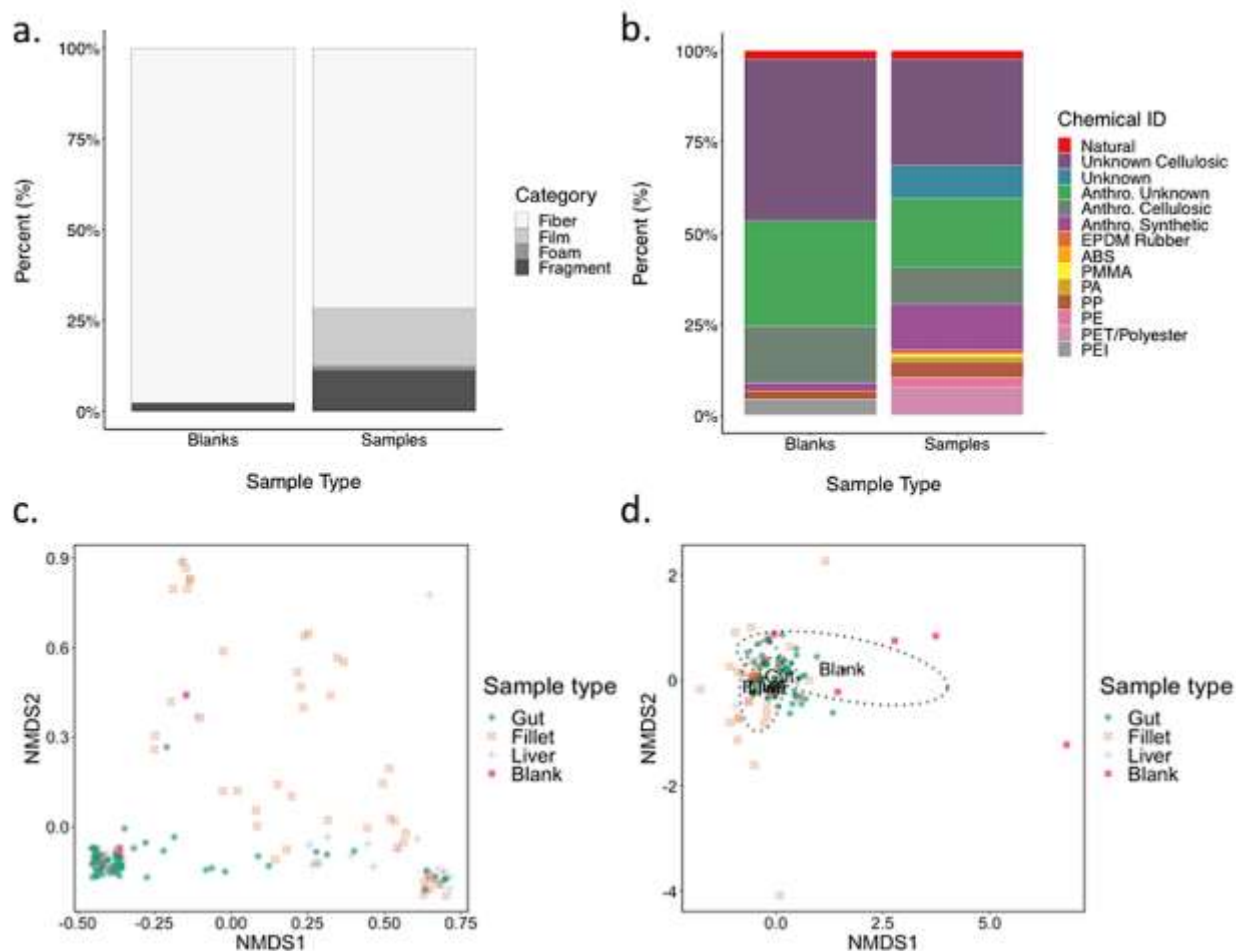 a.
100%
75%
50%
25%
0%
Percent (%)
Blanks
Samples
Sample Type
Category
Fiber
Film
Foam
Fragment
b.
100%
75%
50%
25%
0%
Percent (%)
Blanks
Samples
Sample Type
Chemical ID
Natural
Unknown Cellulosic
Unknown
Anthro. Unknown
Anthro. Cellulosic
Anthro. Synthetic
EPDM Rubber
ABS
PMMA
PA
PP
PE
PET/Polyester
PEI
c.
0.9
0.6
0.3
0.0
NMDS2
-0.50
-0.25
0.00
0.25
0.50
0.75
NMDS1
Sample type
Gut
Fillet
Liver
Blank
d.
2
0
-2
-4
NMDS2
Blank
0.0
2.5
5.0
NMDS1
Sample type
Gut
Fillet
Liver
Blank